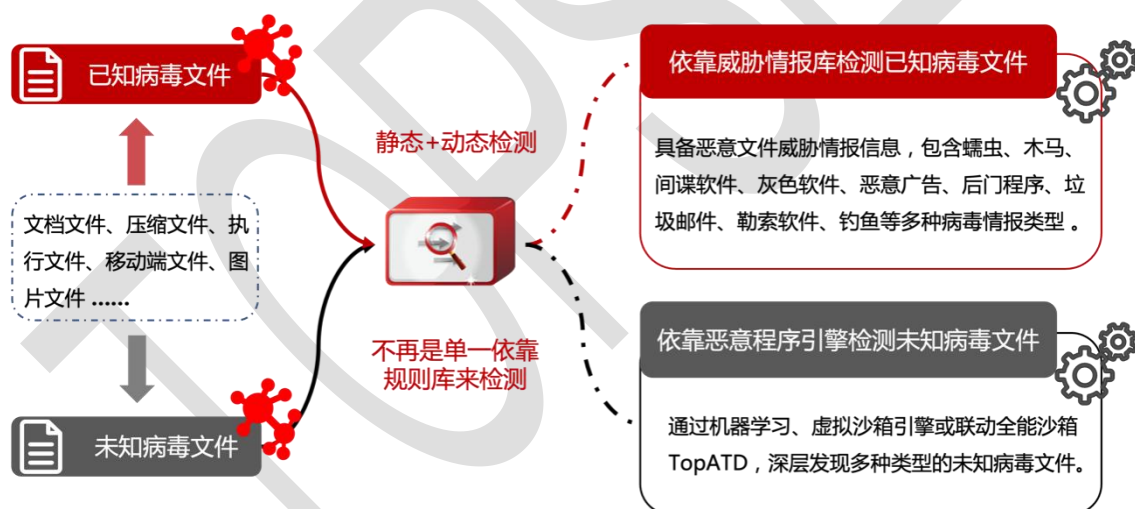 已知病毒文件
文档文件、压缩文件、执
行文件、移动端文件、图
片文件 ......
未知病毒文件
静态+动态检测
不再是单一依靠
规则库来检测
依靠威胁情报库检测已知病毒文件
具备恶意文件威胁情报信息，包含蠕虫、木马、
间谍软件、灰色软件、恶意广告、后门程序、垃
圾邮件、勒索软件、钓鱼等多种病毒情报类型 。
依靠恶意程序引擎检测未知病毒文件
通过机器学习、虚拟沙箱引擎或联动全能沙箱
TopATD，深层发现多种类型的未知病毒文件。